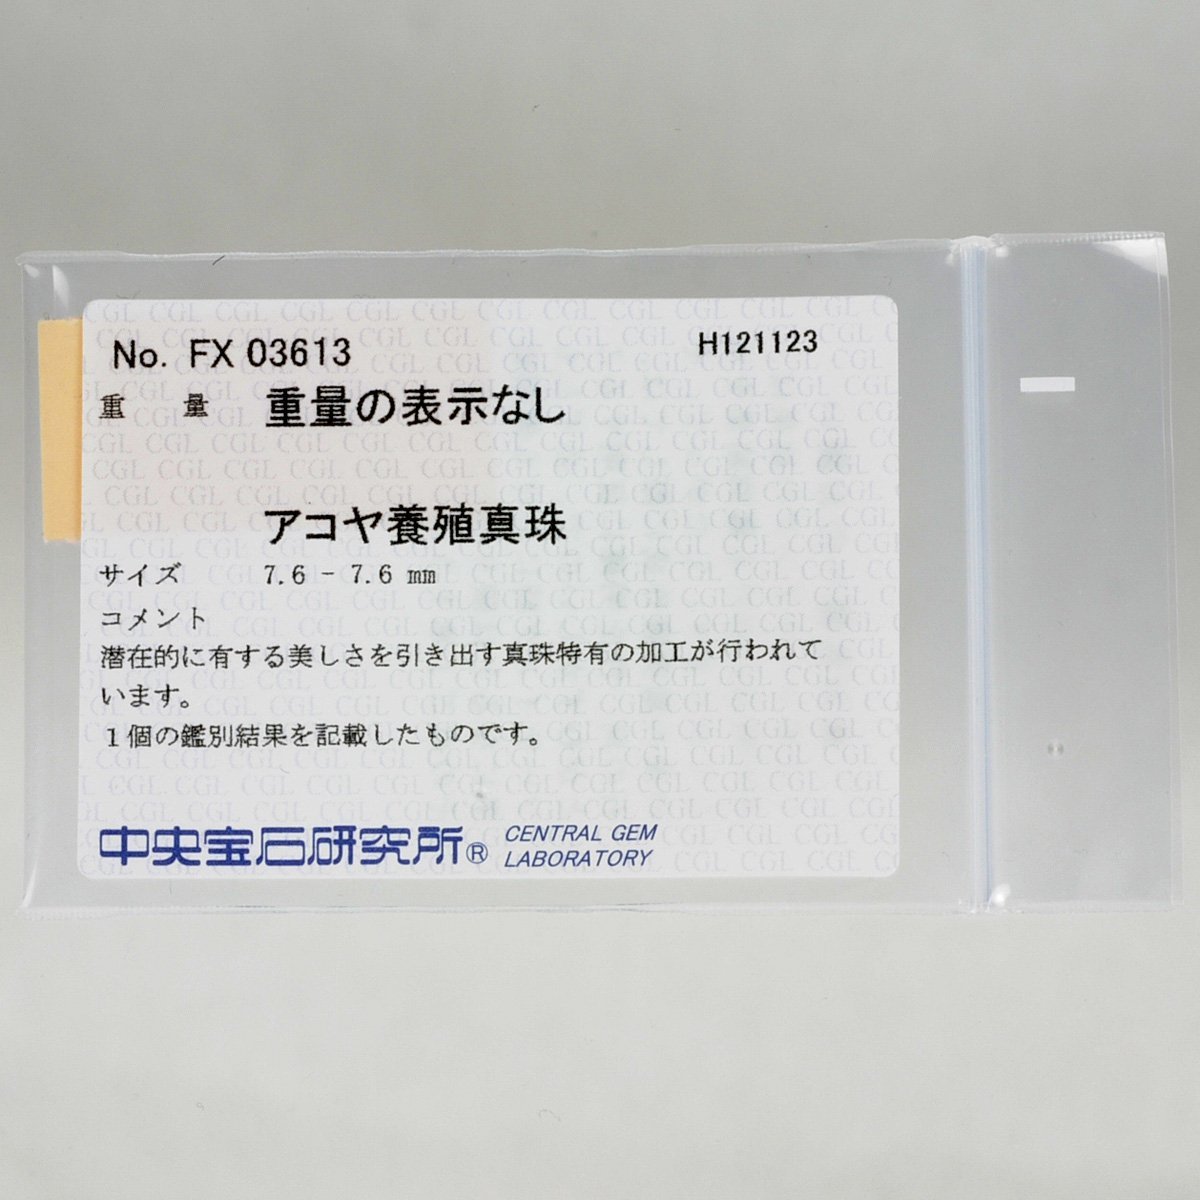 No. FX 03613
H121123
重 量 重量の表示なし
アコヤ養殖真珠
サイズ 7.6 - 7.6 mm
コメント
潜在的に有する美しさを引き出す真珠特有の加工が行われて
います。
1個の鑑別結果を記載したものです。
中央宝石研究所® CENTRAL GEM
LABORATORY